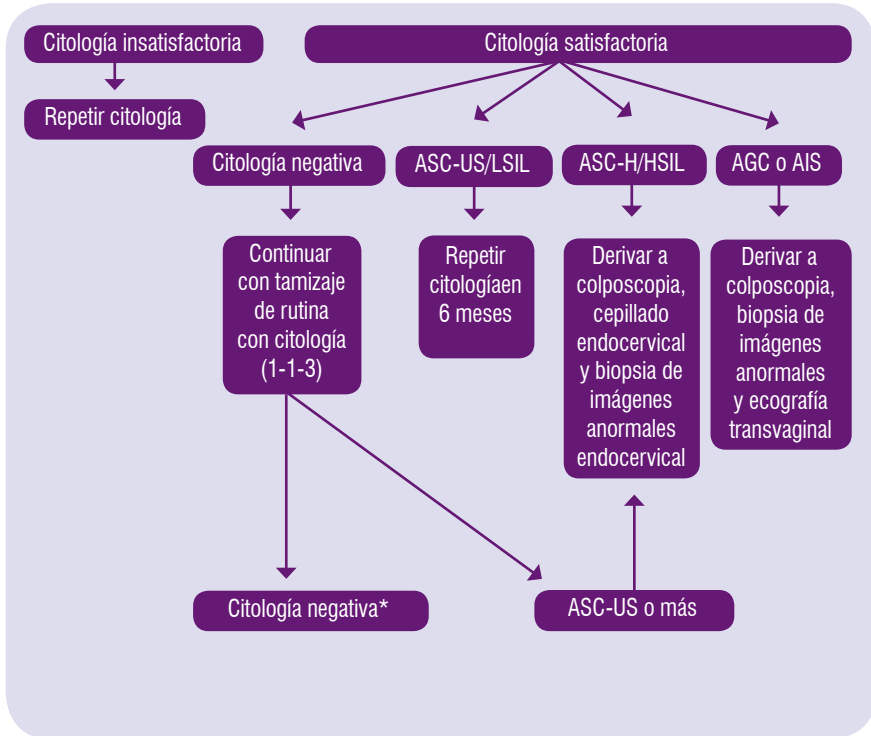 Citología insatisfactoria
Citología satisfactoria
Repetir citología
Citología negativa
ASC-US/LSIL
ASC-H/HSIL
AGC o AIS
Continuar
con tamizaje
de rutina
con citología
(1-1-3)
Repetir
citologíaen
6 meses
Derivar a
colposcopia,
cepillado
endocervical
y biopsia de
imágenes
anormales
endocervical
Derivar a
colposcopia,
biopsia de
imágenes
anormales
y ecografía
transvaginal
Citología negativa*
ASC-US o más